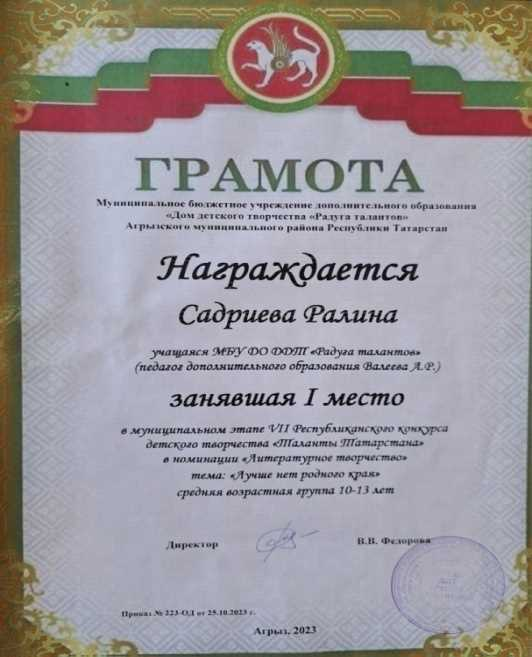 ГРАМОТА
Муниципальное бюджетное учреждение дополнительного образования
«Дом детского творчества «Радуга талантов»
Агрызского муниципального района Республики Татарстан
Награждается
Садриева Ралина
учащаяся МБУ ДО ДДТ «Радуга талантов»
(педагог дополнительного образования Валеева А.Р.)
занявшая I место
в муниципальном этапе VII Республиканского конкурса
детского творчества «Таланты Татарстана»
в номинации «Литературное творчество»
тема: «Лучше нет родного края»
средняя возрастная группа 10-13 лет
Директор В.В. Федорова
Приказ № 223-ОД от 25.10.2023 г.
Агрыз, 2023